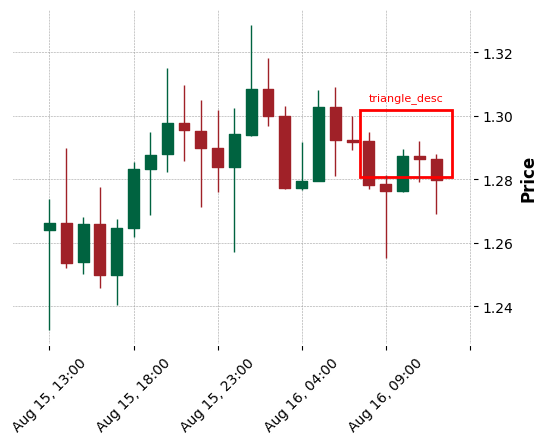 triangle_desc
1.32
1.30
1.28
1.26
1.24
Price
Aug 15, 13:00
Aug 15, 18:00
Aug 15, 23:00
Aug 16, 04:00
Aug 16, 09:00